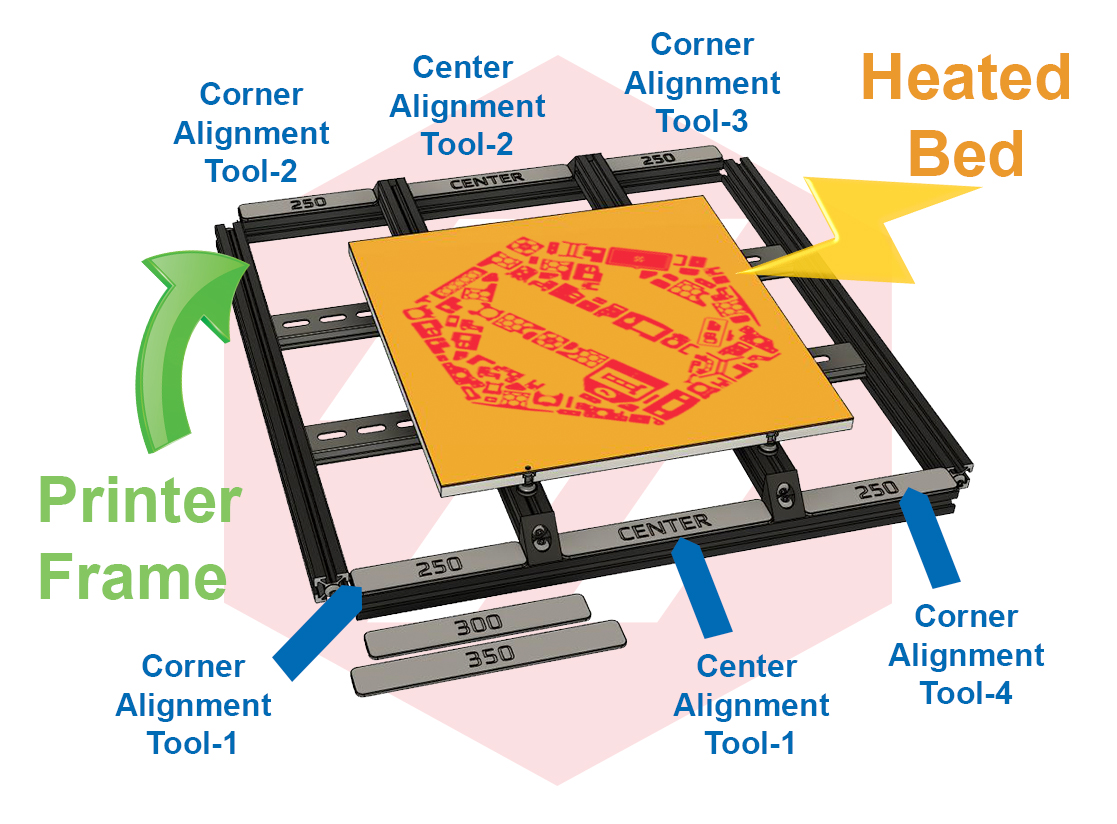 Corner
Alignment
Tool-2
Center
Alignment
Tool-2
Corner
Alignment
Tool-3
Heated
Bed
250
CENTER
250
Printer
Frame
250
CENTER
250
300
350
Corner
Alignment
Tool-1
Center
Alignment
Tool-1
Corner
Alignment
Tool-4